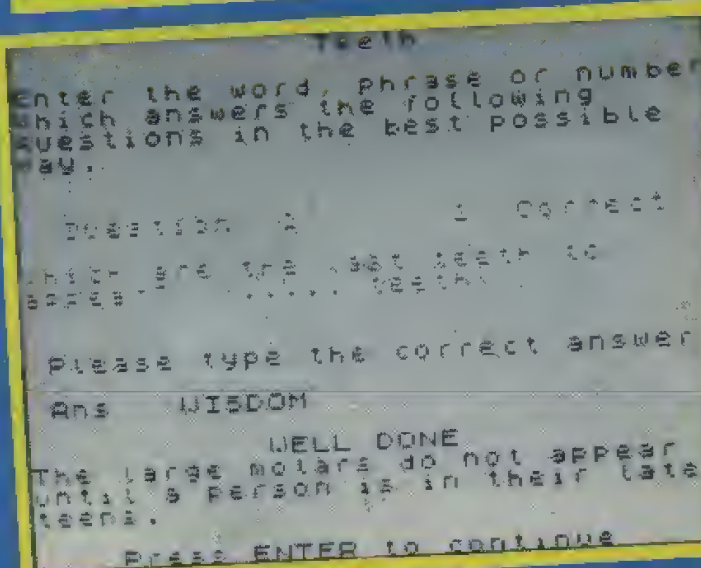 Teeth
Enter the word, phrase or number
which answers the following
questions in the best possible
way.
Question 2 1 Correct
are the last teeth to
teeth
Please type the correct answer
Ans WISDOM
WELL DONE
The large molars do not appear
until a person is in their late
teens.
Press ENTER to continue